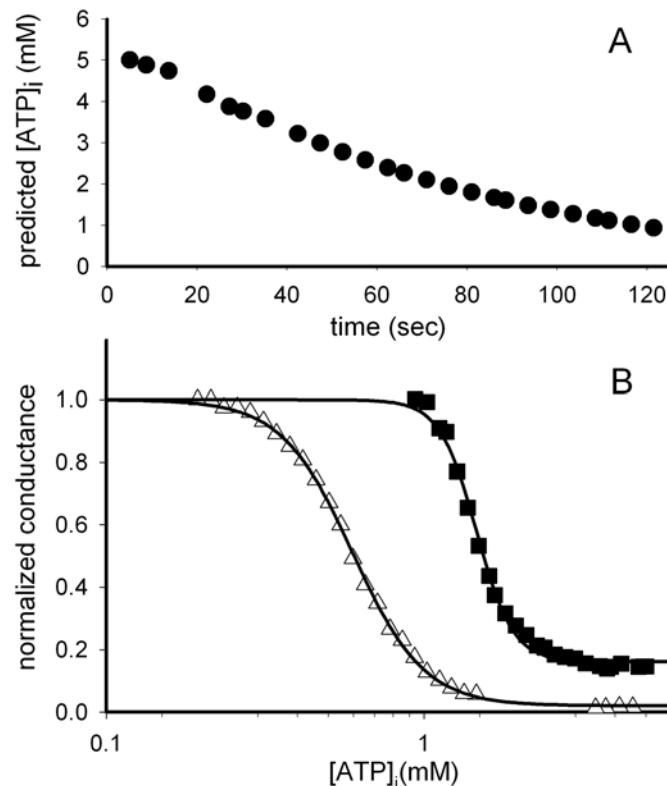 A
predicted [ATP]i (mM)
6
5
4
3
2
1
0
0 20 40 60 80 100 120
time (sec)
B
normalized conductance
1.0
0.8
0.6
0.4
0.2
0.0
0.1 1
[ATP]i(mM)